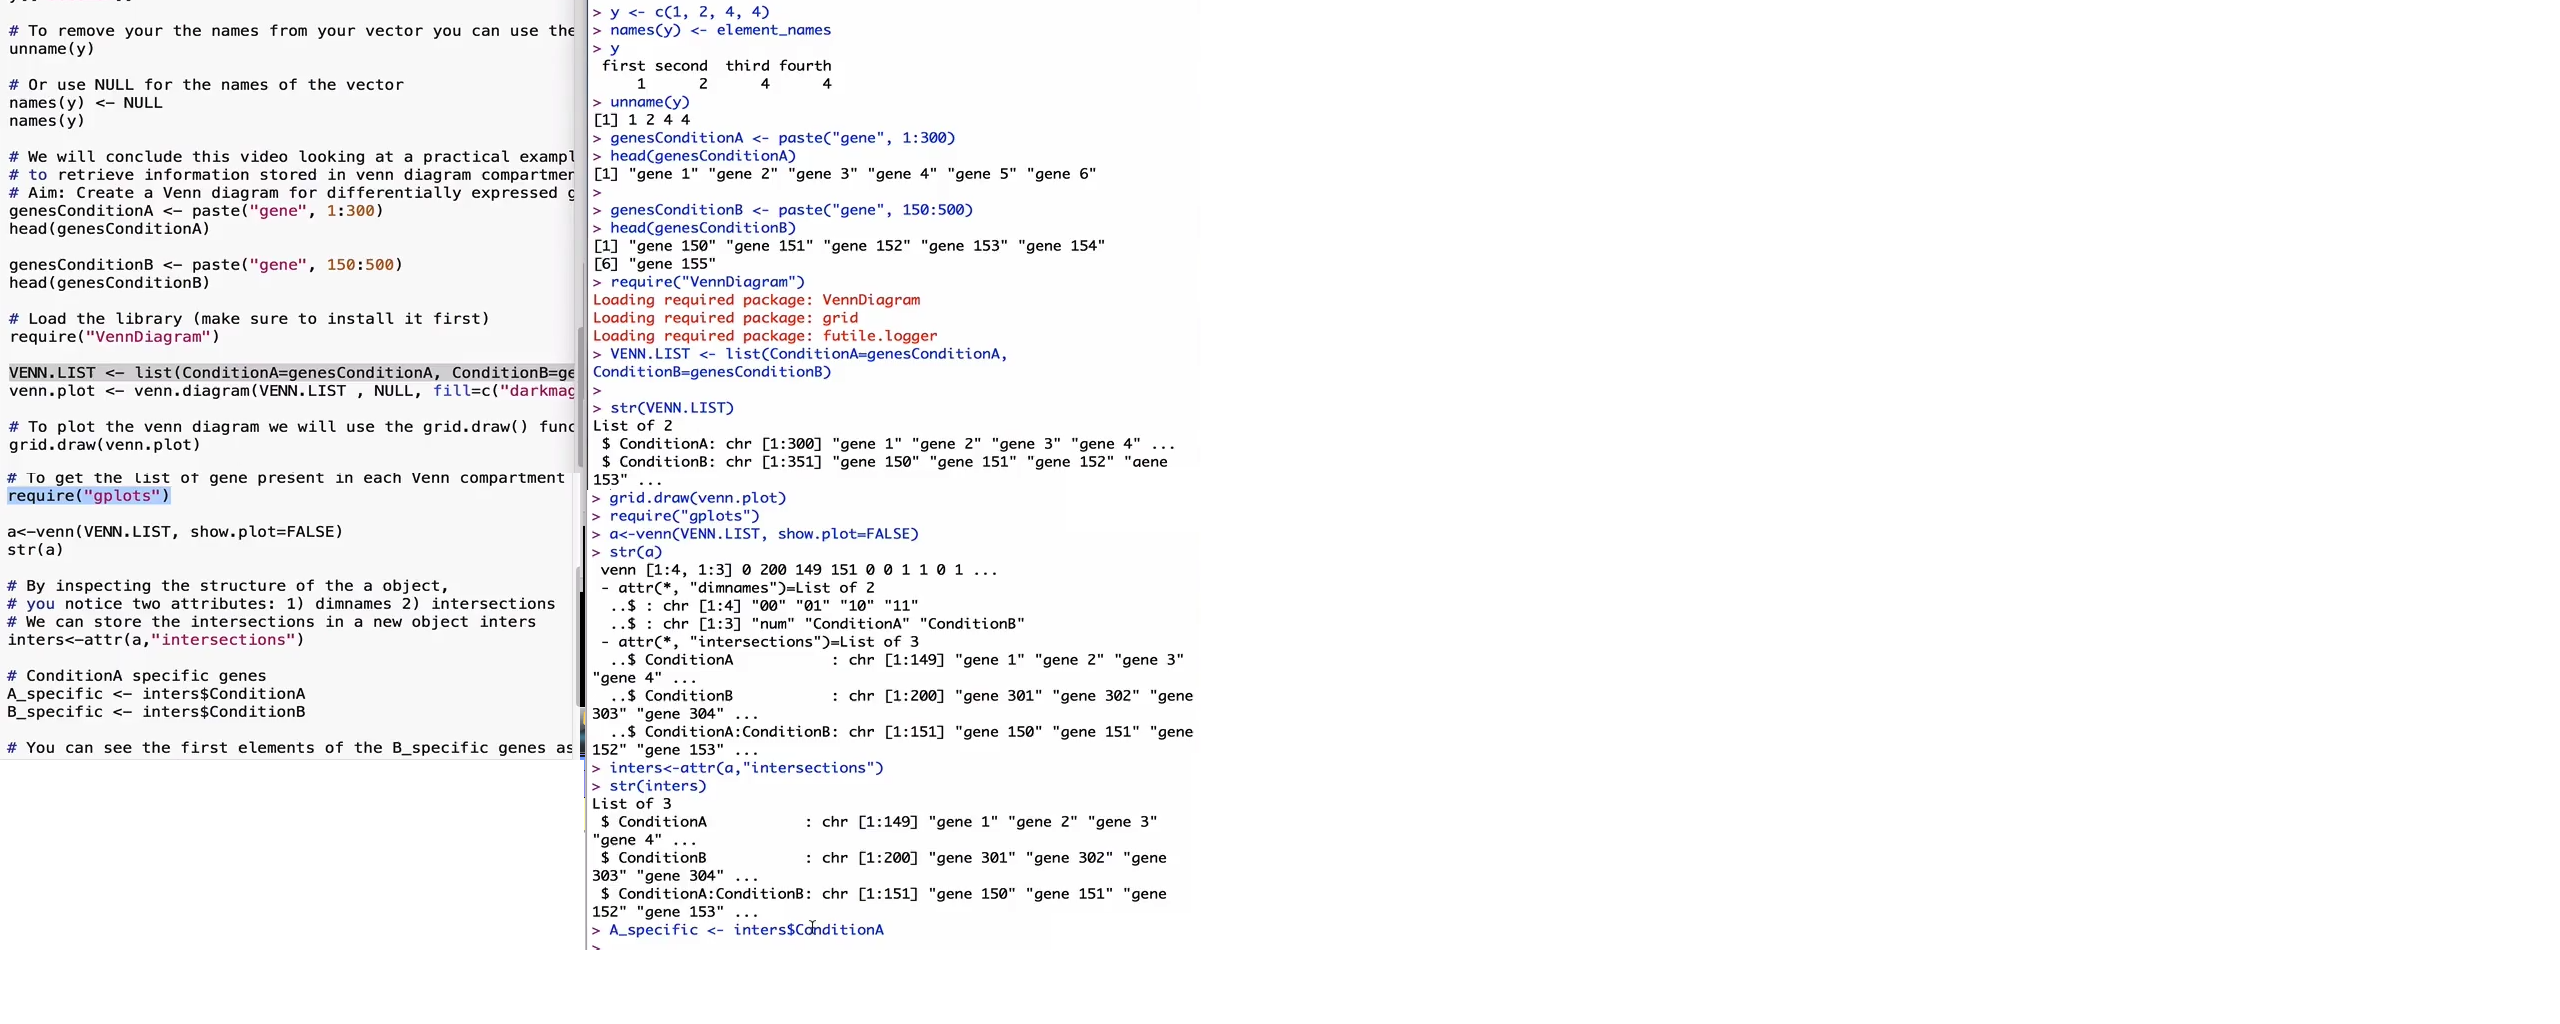 # To remove your the names from your vector you can use the
unname(y)
# Or use NULL for the names of the vector
names(y) <- NULL
names(y)
# We will conclude this video looking at a practical exampl
# to retrieve information stored in venn diagram compartmen
# Aim: Create a Venn diagram for differentially expressed g
genesConditionA <- paste("gene", 1:300)
head(genesConditionA)
genesConditionB <- paste("gene", 150:500)
head(genesConditionB)
# Load the library (make sure to install it first)
require("VennDiagram")
VENN.LIST <- list(ConditionA=genesConditionA, ConditionB=ge
venn.plot <- venn.diagram(VENN.LIST , NULL, fill=c("darkmag
# To plot the venn diagram we will use the grid.draw() func
grid.draw(venn.plot)
# To get the list of gene present in each Venn compartment
require("gplots")
a<-venn(VENN.LIST, show.plot=FALSE)
str(a)
# By inspecting the structure of the a object,
# you notice two attributes: 1) dimnames 2) intersections
# We can store the intersections in a new object inters
inters<-attr(a,"intersections")
# ConditionA specific genes
A_specific <- inters$ConditionA
B_specific <- inters$ConditionB
# You can see the first elements of the B_specific genes as
> y <- c(1, 2, 4, 4)
> names(y) <- element_names
> y
first second  third fourth
1      2      4      4
> unname(y)
[1] 1 2 4 4
> genesConditionA <- paste("gene", 1:300)
> head(genesConditionA)
[1] "gene 1" "gene 2" "gene 3" "gene 4" "gene 5" "gene 6"
>
> genesConditionB <- paste("gene", 150:500)
> head(genesConditionB)
[1] "gene 150" "gene 151" "gene 152" "gene 153" "gene 154"
[6] "gene 155"
> require("VennDiagram")
Loading required package: VennDiagram
Loading required package: grid
Loading required package: futile.logger
> VENN.LIST <- list(ConditionA=genesConditionA,
ConditionB=genesConditionB)
>
> str(VENN.LIST)
List of 2
$ ConditionA: chr [1:300] "gene 1" "gene 2" "gene 3" "gene 4" ...
$ ConditionB: chr [1:351] "gene 150" "gene 151" "gene 152" "gene
153" ...
> grid.draw(venn.plot)
> require("gplots")
> a<-venn(VENN.LIST, show.plot=FALSE)
> str(a)
venn [1:4, 1:3] 0 200 149 151 0 0 1 1 0 1 ...
- attr(*, "dimnames")=List of 2
..$ : chr [1:4] "00" "01" "10" "11"
..$ : chr [1:3] "num" "ConditionA" "ConditionB"
- attr(*, "intersections")=List of 3
..$ ConditionA           : chr [1:149] "gene 1" "gene 2" "gene 3"
"gene 4" ...
..$ ConditionB           : chr [1:200] "gene 301" "gene 302" "gene
303" "gene 304" ...
..$ ConditionA:ConditionB: chr [1:151] "gene 150" "gene 151" "gene
152" "gene 153" ...
> inters<-attr(a,"intersections")
> str(inters)
List of 3
$ ConditionA           : chr [1:149] "gene 1" "gene 2" "gene 3"
"gene 4" ...
$ ConditionB           : chr [1:200] "gene 301" "gene 302" "gene
303" "gene 304" ...
$ ConditionA:ConditionB: chr [1:151] "gene 150" "gene 151" "gene
152" "gene 153" ...
> A_specific <- inters$ConditionA
>